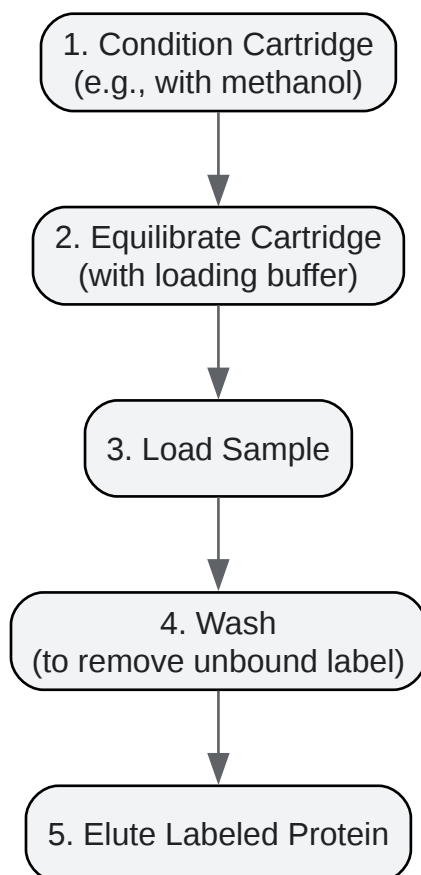 1. Condition Cartridge
(e.g., with methanol)
2. Equilibrate Cartridge
(with loading buffer)
3. Load Sample
4. Wash
(to remove unbound label)
5. Elute Labeled Protein